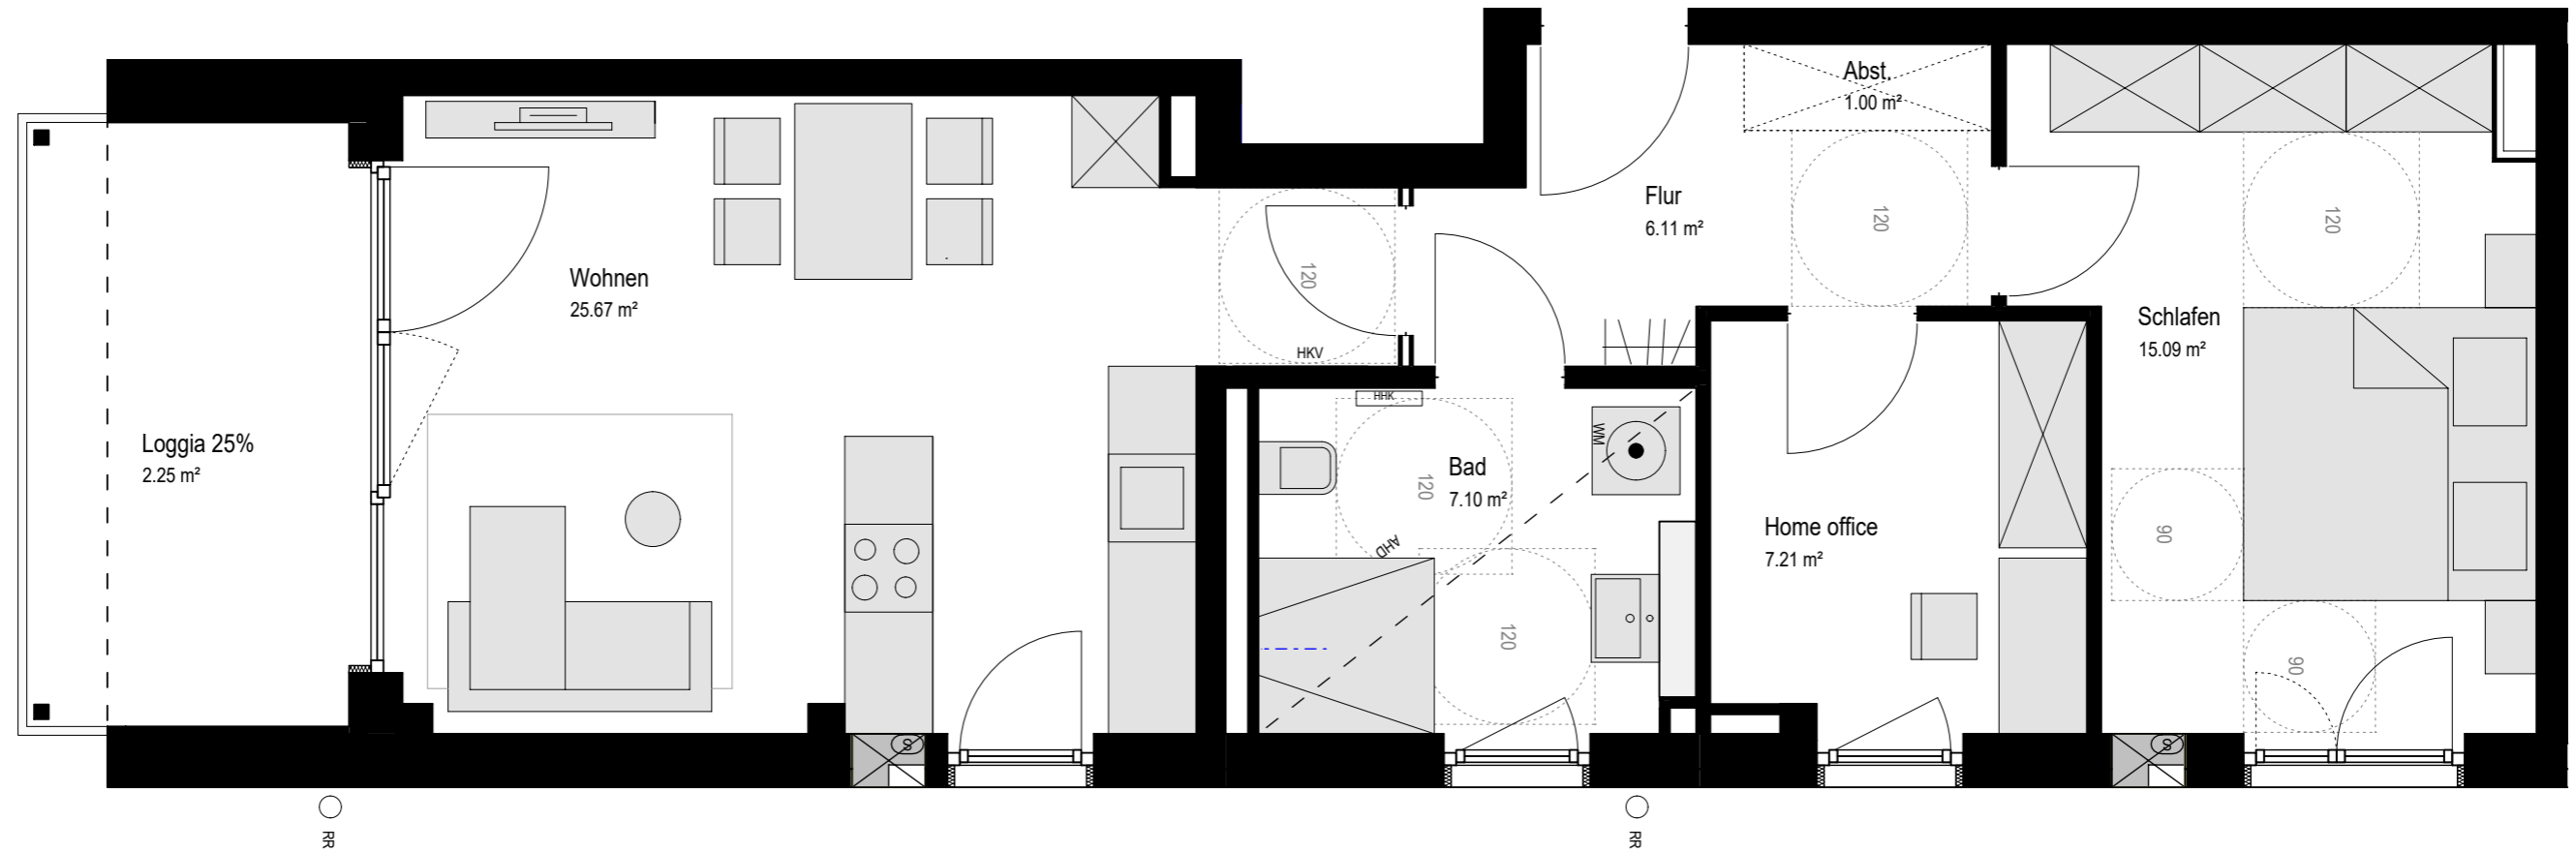 Abst.
1.00 m²
Flur
6.11 m²
120
120
120
Wohnen
25.67 m²
HKV
Schlafen
15.09 m²
HHK
WM
Loggia 25%
2.25 m²
Bad
7.10 m²
120
AHD
Home office
7.21 m²
90
120
90
S
S
RR
RR